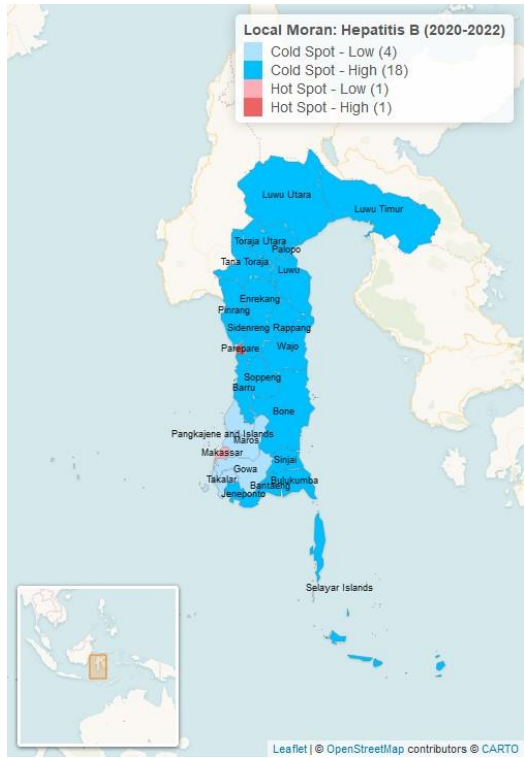 Local Moran: Hepatitis B (2020-2022)
Cold Spot - Low (4)
Cold Spot - High (18)
Hot Spot - Low (1)
Hot Spot - High (1)
Luwu Utara
Luwu Timur
Toraja Utara
Palopo
Tana Toraja
Luwu
Enrekang
Pinrang
Sidenreng Rappang
Parepare
Wajo
Soppeng
Barru
Bone
Pangkajene and Islands
Maros
Makassar
Sinjai
Gowa
Takalar
Bulukumba
Bantaeng
Jeneponto
Selayar Islands
Leaflet | © OpenStreetMap contributors © CARTO